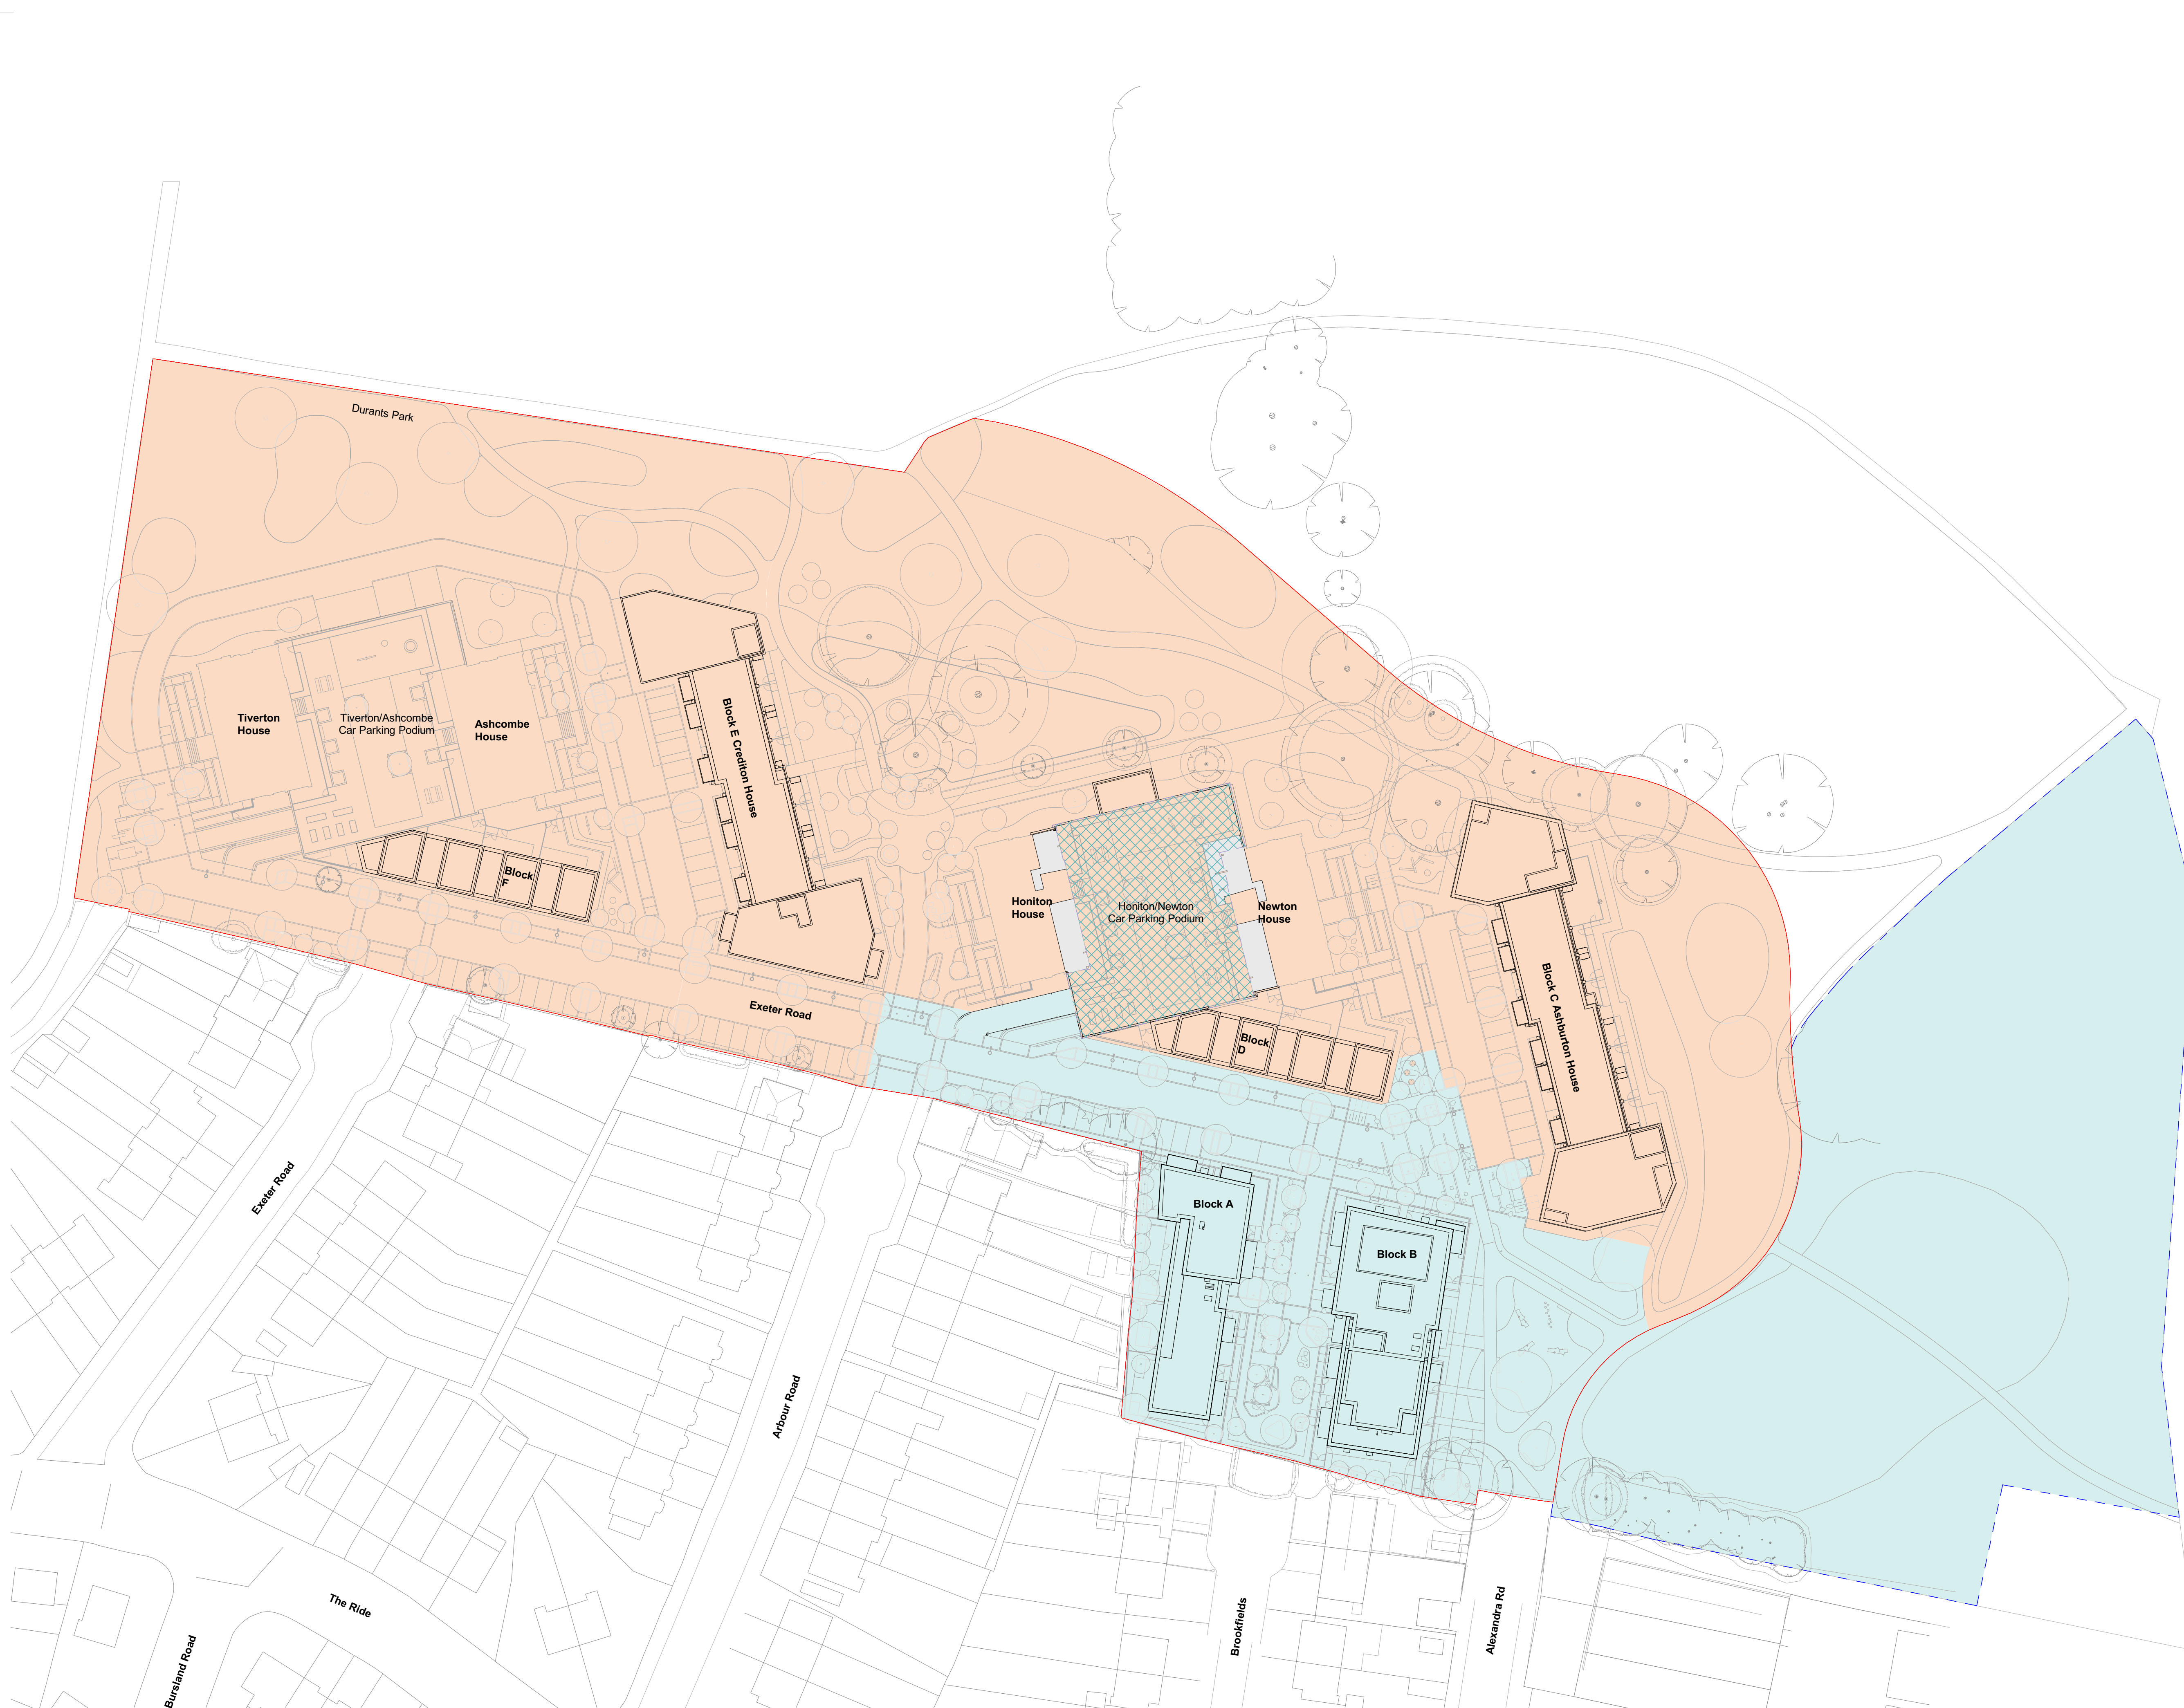 Durants Park
Tiverton
House
Tiverton/Ashcombe
Car Parking Podium
Ashcombe
House
Block E Crediton House
Block
F
Exeter Road
Honiton
House
Honiton/Newton
Car Parking Podium
Newton
House
Block
D
Block C Ashburton House
Block A
Block B
Exeter Road
Arbour Road
The Ride
Bursland Road
Brookfields
Alexandra Rd